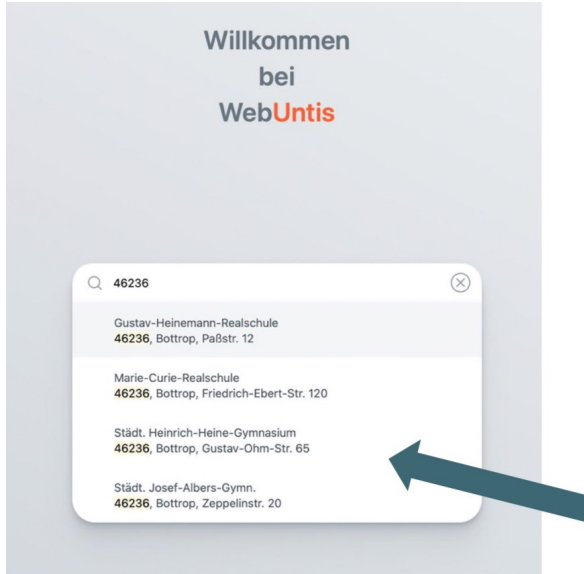 Willkommen
bei
WebUntis
46236
Gustav-Heinemann-Realschule
46236, Bottrop, Paßstr. 12
Marie-Curie-Realschule
46236, Bottrop, Friedrich-Ebert-Str. 120
Städt. Heinrich-Heine-Gymnasium
46236, Bottrop, Gustav-Ohm-Str. 65
Städt. Josef-Albers-Gymn.
46236, Bottrop, Zeppelinstr. 20